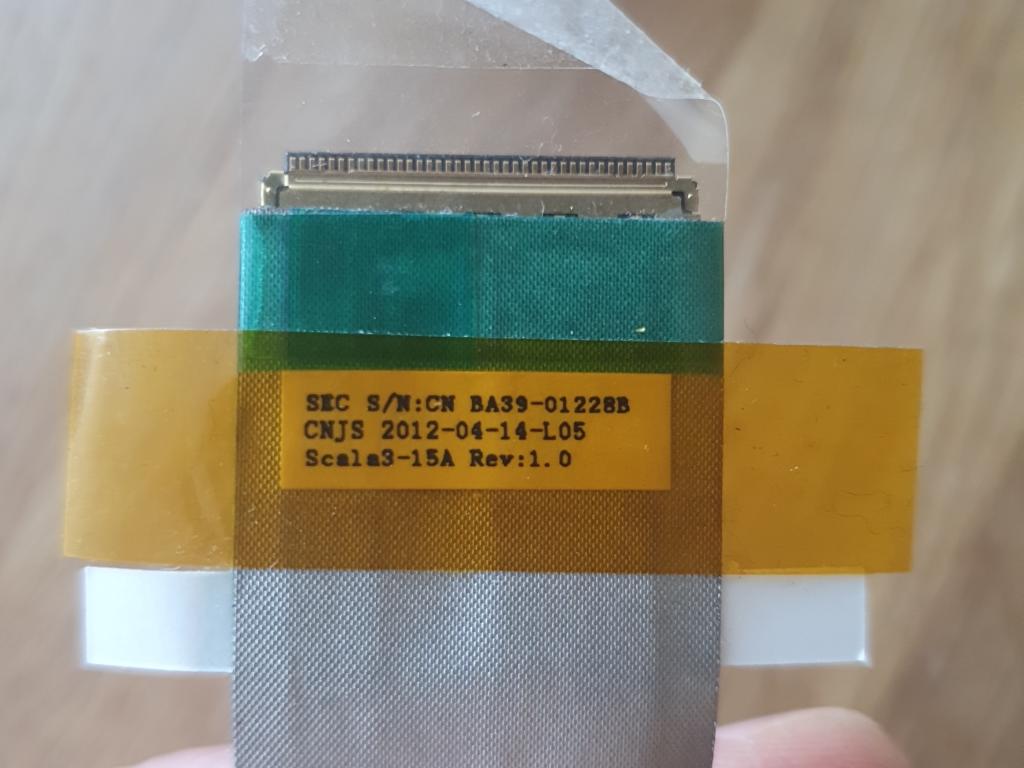 SEC S/N:CN BA39-01228B
CNJS 2012-04-14-L05
Scala3-15A Rev:1.0